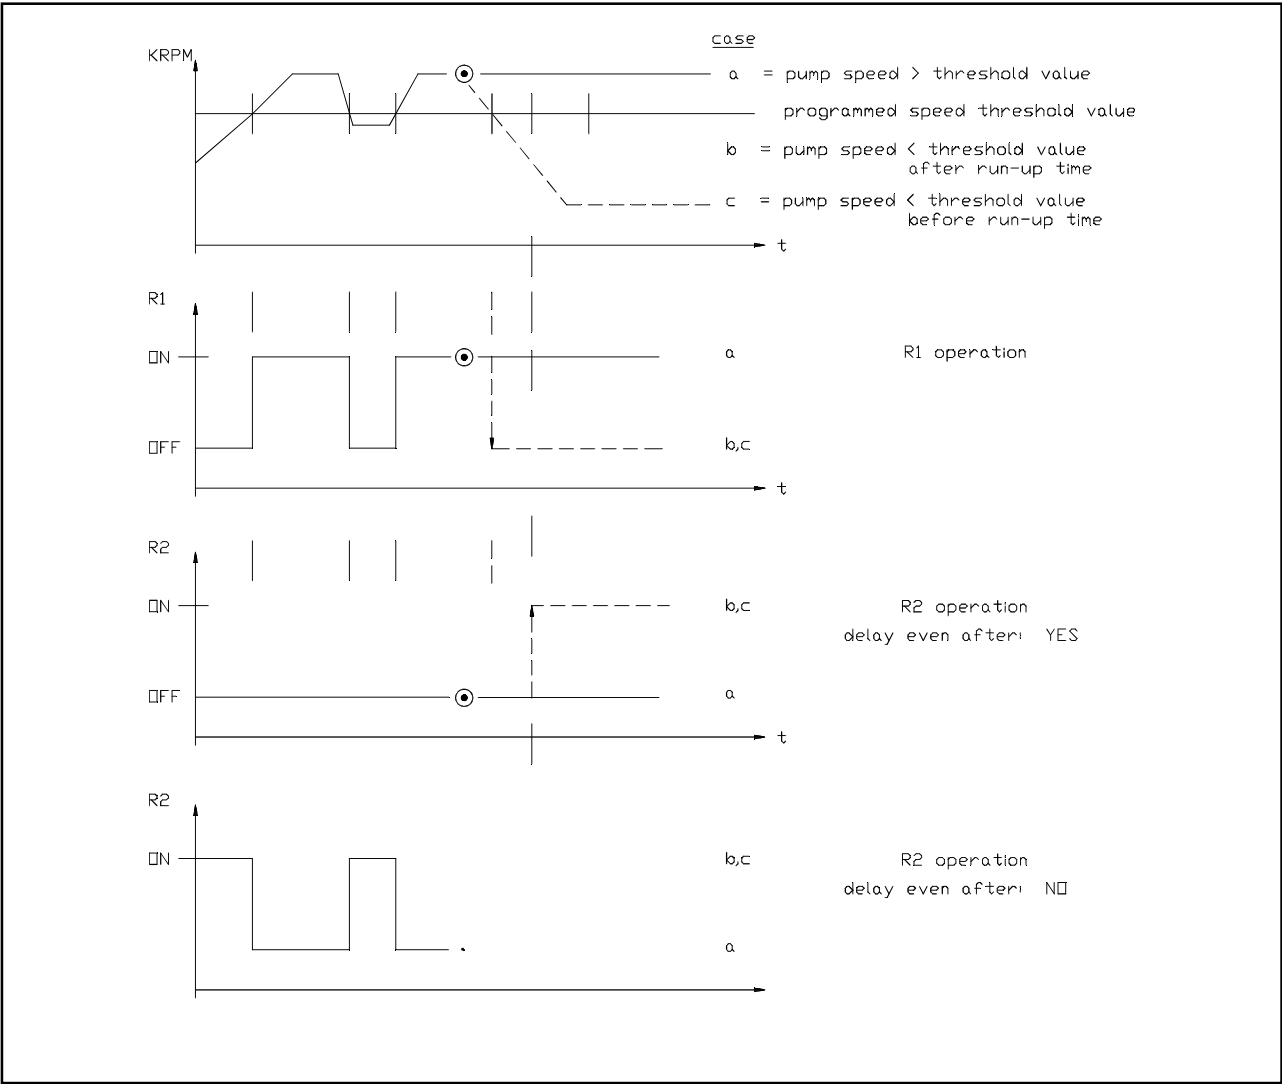 case
KRPM
a = pump speed > threshold value
programmed speed threshold value
b = pump speed < threshold value
after run-up time
c = pump speed < threshold value
before run-up time
t
R1
ON
a
R1 operation
OFF
b,c
t
R2
ON
b,c
R2 operation
delay even after: YES
OFF
a
t
R2
ON
b,c
R2 operation
delay even after: NO
a